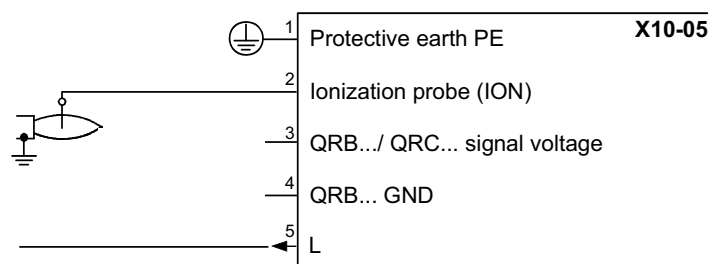 X10-05
1 Protective earth PE
2 Ionization probe (ION)
3 QRB.../ QRC... signal voltage
4 QRB... GND
5 L